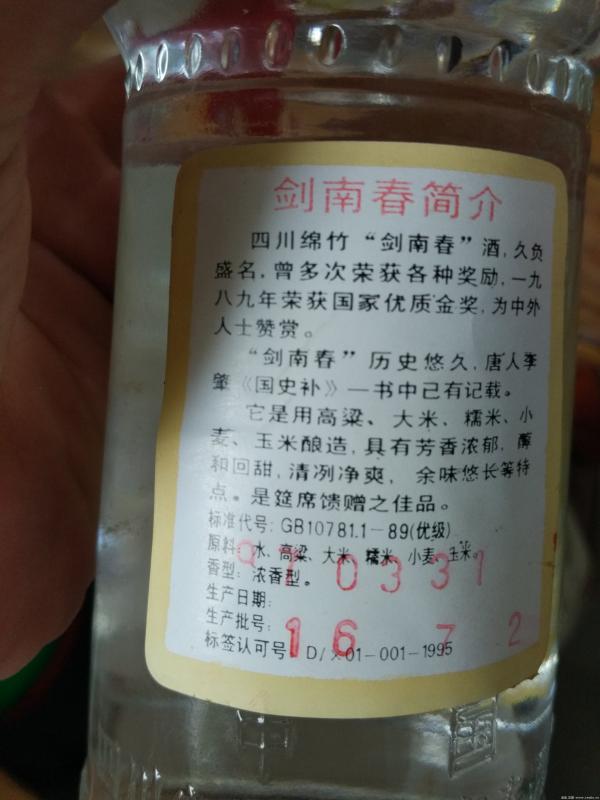 剑南春简介
四川绵竹“剑南春”酒,久负
盛名,曾多次荣获各种奖励,一九
八九年荣获国家优质金奖,为中外
人士赞赏。
“剑南春”历史悠久,唐人李
肇《国史补》一书中已有记载。
它是用高粱、大米、糯米、小
麦、玉米酿造,具有芳香浓郁,醇
和回甜,清冽净爽, 余味悠长等特
点。是筵席馈赠之佳品。
标准代号: GB10781.1-89(优级)
原料: 水、高粱、大米、糯米、小麦、玉米。
香型: 浓香型。
970331
生产日期:
生产批号:
16 7 2
标签认可号 D/ 01-001-1995